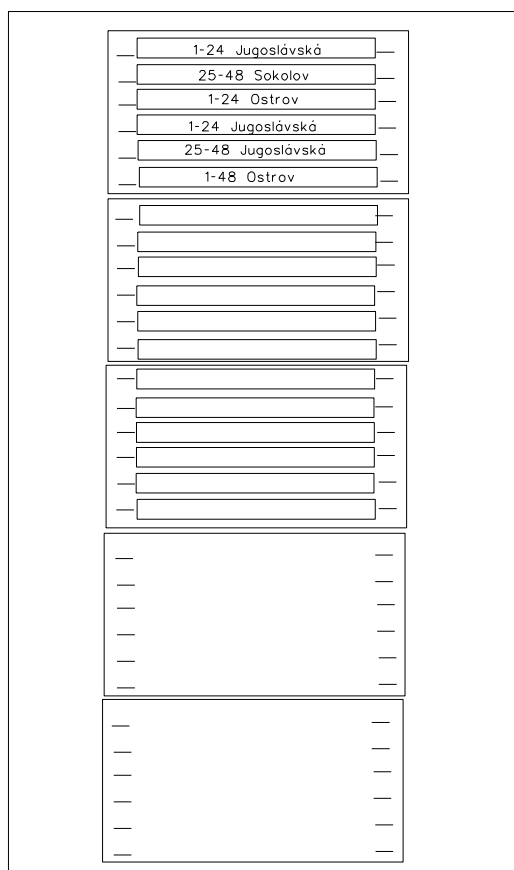 1-24 Jugoslávská
25-48 Sokolov
1-24 Ostrov
1-24 Jugoslávská
25-48 Jugoslávská
1-48 Ostrov